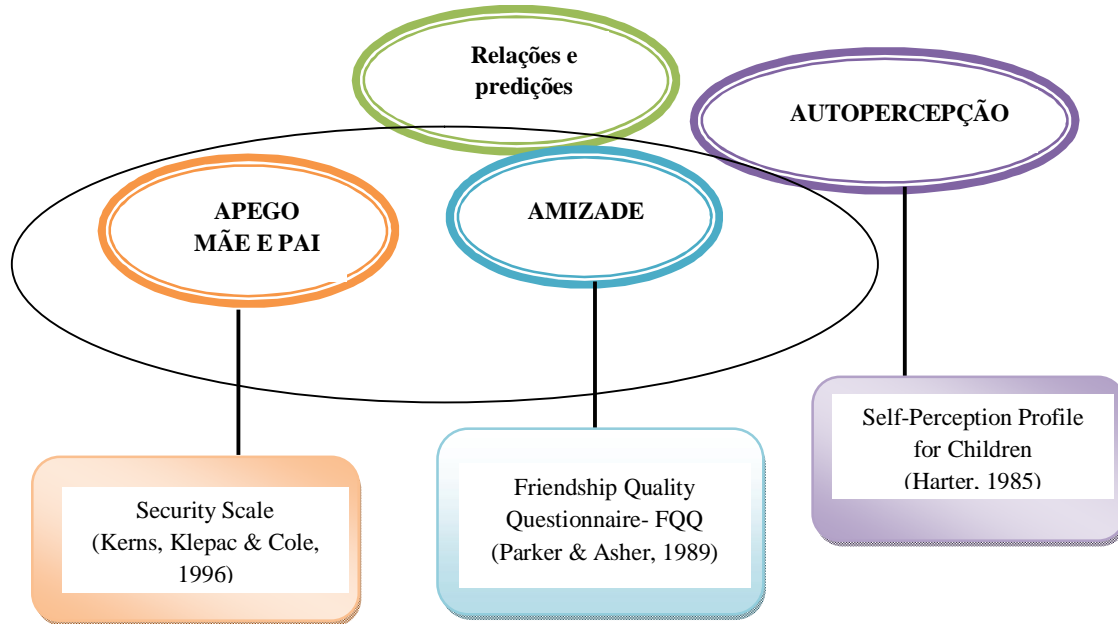 Relações e
predições
AUTOPERCEPÇÃO
APEGO
MÃE E PAI
AMIZADE
Self-Perception Profile
for Children
(Harter, 1985)
Security Scale
(Kerns, Klepac & Cole,
1996)
Friendship Quality
Questionnaire- FQQ
(Parker & Asher, 1989)